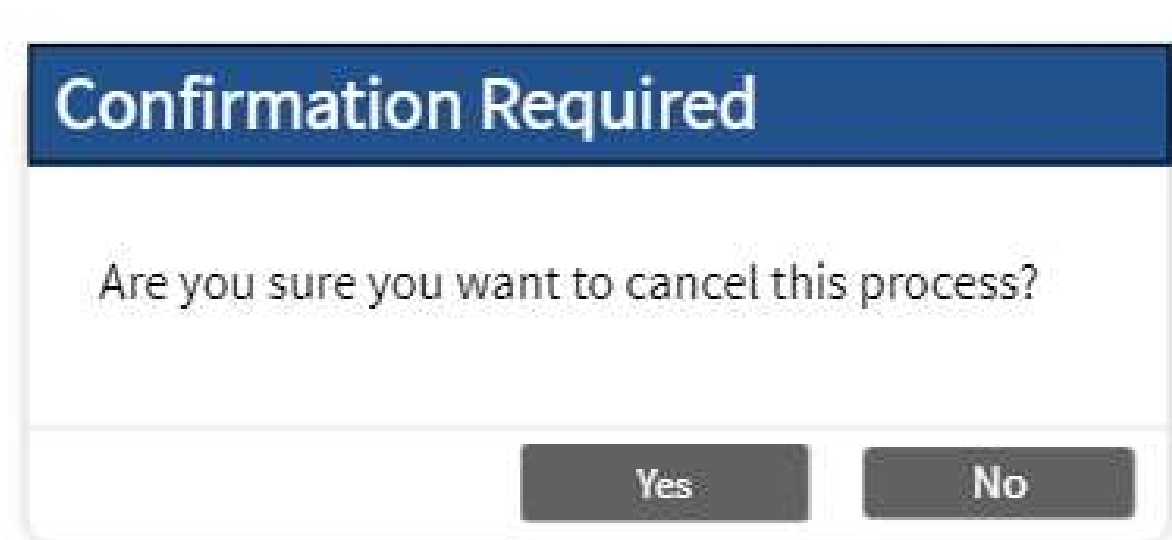 Confirmation Required
Are you sure you want to cancel this process?
Yes No